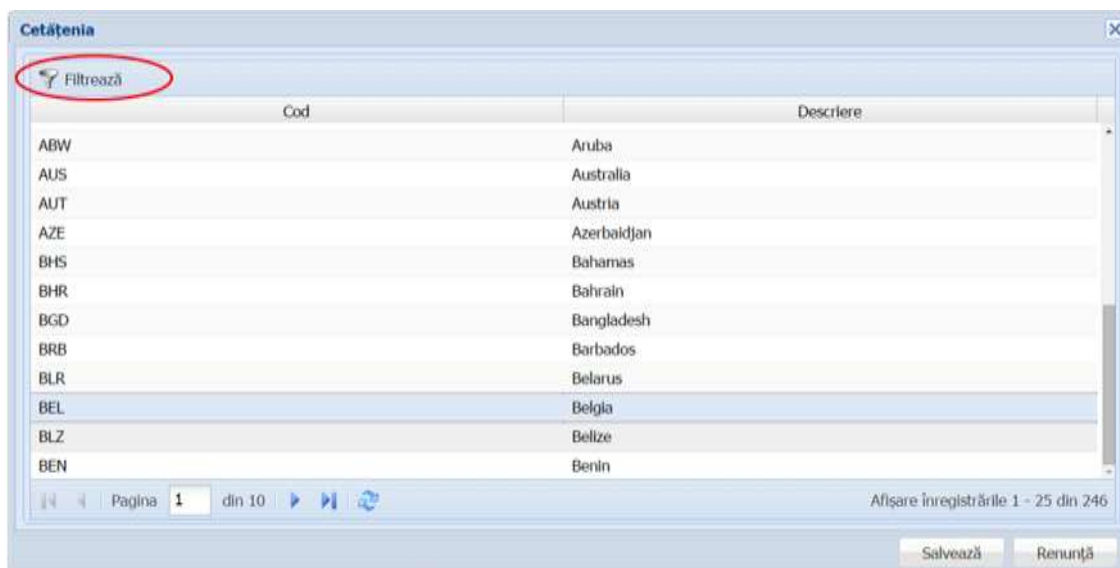 Cetățenia
Filtrează
Cod Descriere
ABW Aruba
AUS Australia
AUT Austria
AZE Azerbaidjan
BHS Bahamas
BHR Bahrain
BGD Bangladesh
BRB Barbados
BLR Belarus
BEL Belgia
BLZ Belize
BEN Benin
Pagina 1 din 10 Afișare înregistrările 1 - 25 din 246
Salvează Renunță